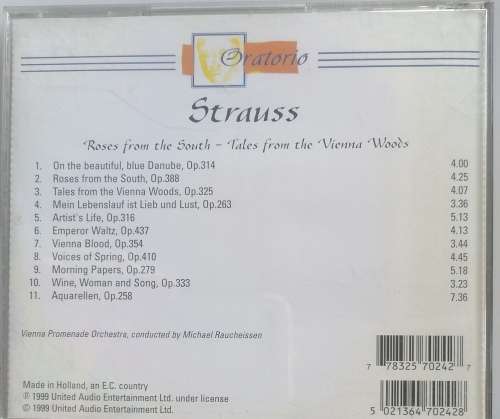 Oratorio
Strauss
Roses from the South – Tales from the Vienna Woods
1. On the beautiful, blue Danube, Op.314 4.00
2. Roses from the South, Op.388 4.25
3. Tales from the Vienna Woods, Op.325 4.07
4. Mein Lebenslauf ist Lieb und Lust, Op.263 3.36
5. Artist's Life, Op.316 5:13
6. Emperor Waltz, Op.437 4.13
7. Vienna Blood, Op.354 3.44
8. Voices of Spring, Op.410 4.45
9. Morning Papers, Op.279 5.18
10. Wine, Woman and Song, Op.333 3.23
11. Aquarellen, Op.258 7.36
Vienna Promenade Orchestra, conducted by Michael Raucheissen
7 78325 70242 7
Made in Holland, an E.C. country
℗ 1999 United Audio Entertainment Ltd. under license
© 1999 United Audio Entertainment Ltd.
5 021364 702428